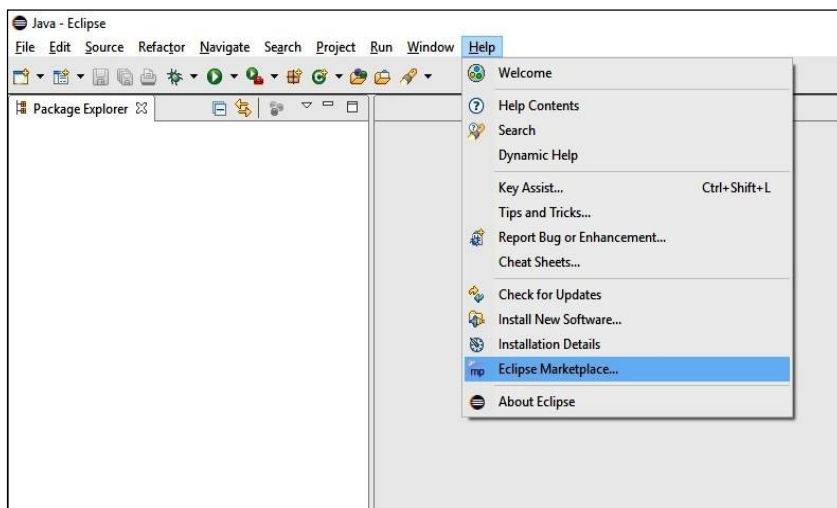 Java - Eclipse
File Edit Source Refactor Navigate Search Project Run Window Help
Package Explorer
Welcome
Help Contents
Search
Dynamic Help
Key Assist... Ctrl+Shift+L
Tips and Tricks...
Report Bug or Enhancement...
Cheat Sheets...
Check for Updates
Install New Software...
Installation Details
mp Eclipse Marketplace...
About Eclipse